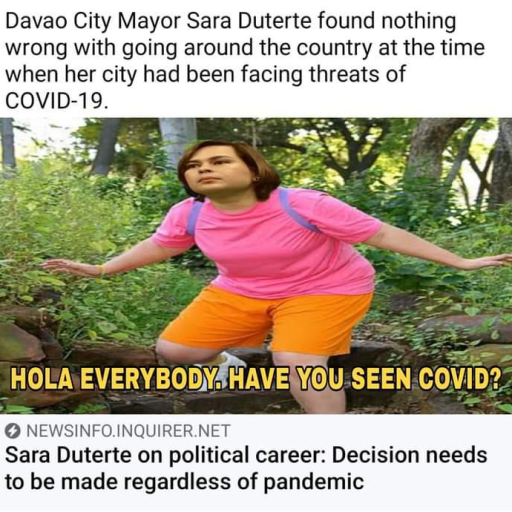 Davao City Mayor Sara Duterte found nothing
wrong with going around the country at the time
when her city had been facing threats of
COVID-19.
HOLA EVERYBODY. HAVE YOU SEEN COVID?
NEWSINFO.INQUIRER.NET
Sara Duterte on political career: Decision needs
to be made regardless of pandemic